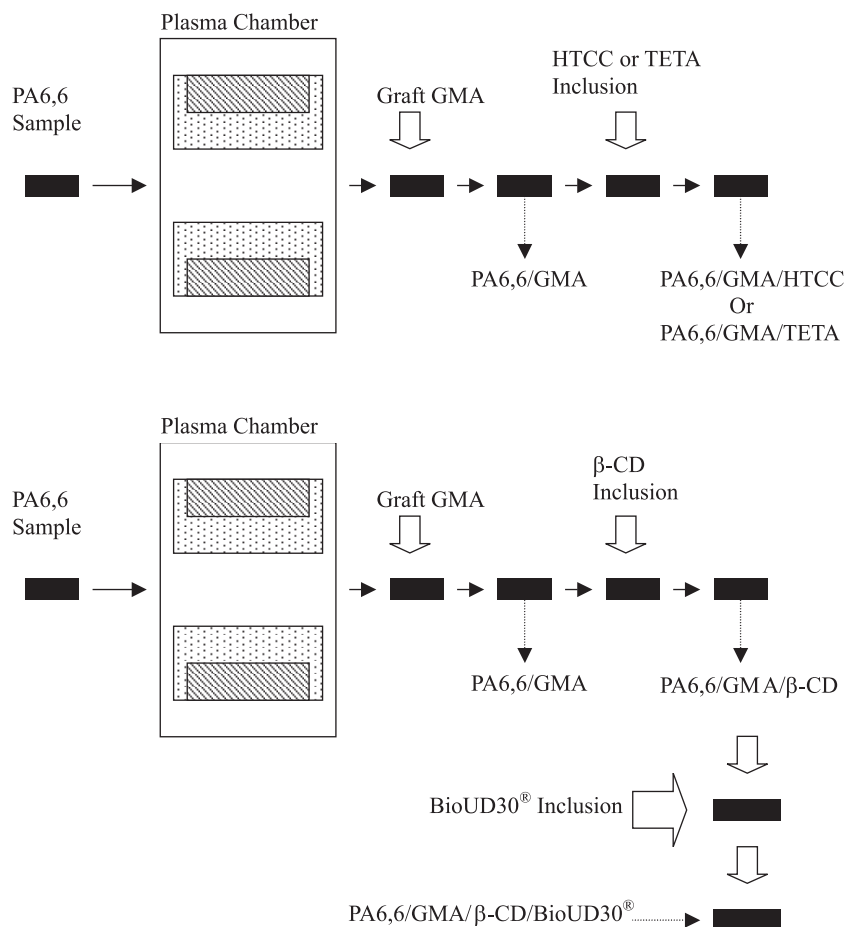 Plasma Chamber
PA6,6
Sample
Graft GMA
HTCC or TETA
Inclusion
PA6,6/GMA
PA6,6/GMA/HTCC
Or
PA6,6/GMA/TETA
Plasma Chamber
PA6,6
Sample
Graft GMA
β-CD
Inclusion
PA6,6/GMA
PA6,6/GMA/β-CD
BioUD30® Inclusion
PA6,6/GMA/β-CD/BioUD30®